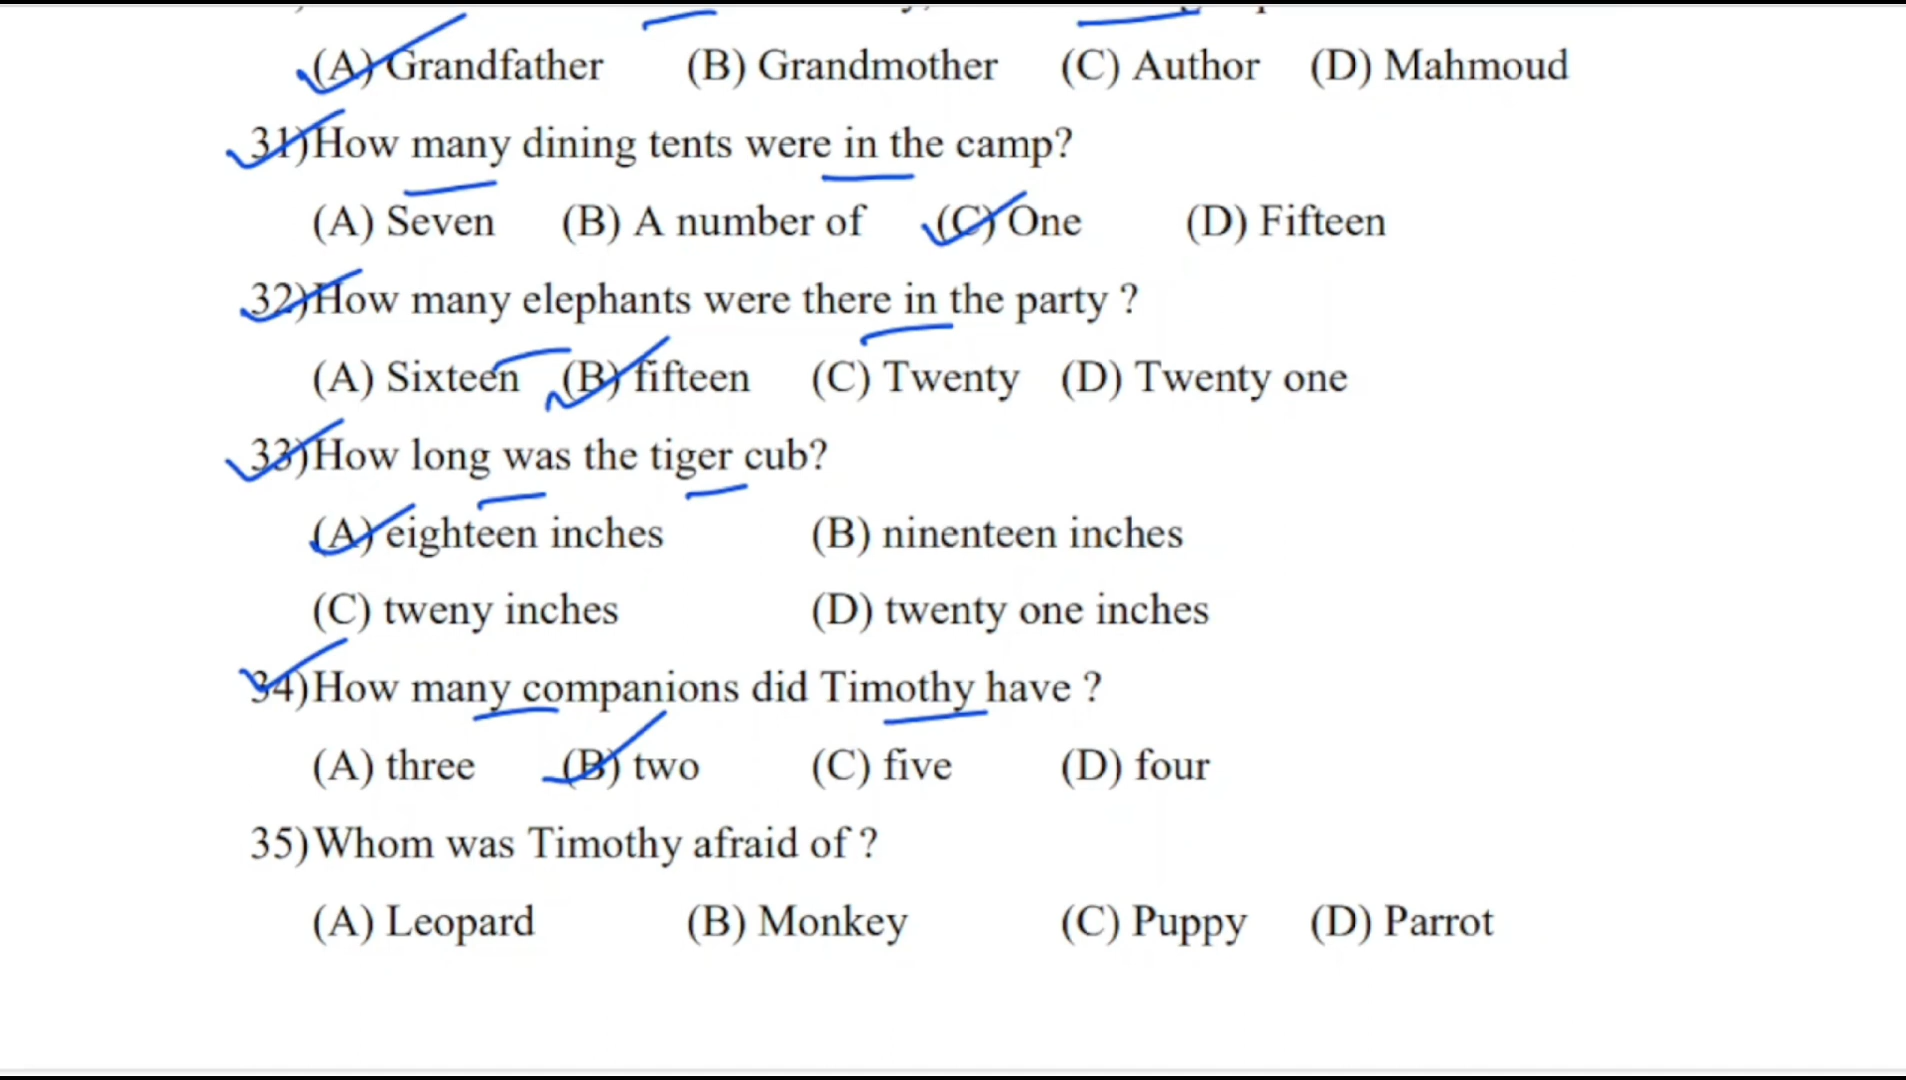 (A) Grandfather (B) Grandmother (C) Author (D) Mahmoud
31) How many dining tents were in the camp?
(A) Seven (B) A number of (C) One (D) Fifteen
32) How many elephants were there in the party ?
(A) Sixteen (B) fifteen (C) Twenty (D) Twenty one
33) How long was the tiger cub?
(A) eighteen inches (B) ninenteen inches
(C) tweny inches (D) twenty one inches
34) How many companions did Timothy have ?
(A) three (B) two (C) five (D) four
35) Whom was Timothy afraid of ?
(A) Leopard (B) Monkey (C) Puppy (D) Parrot